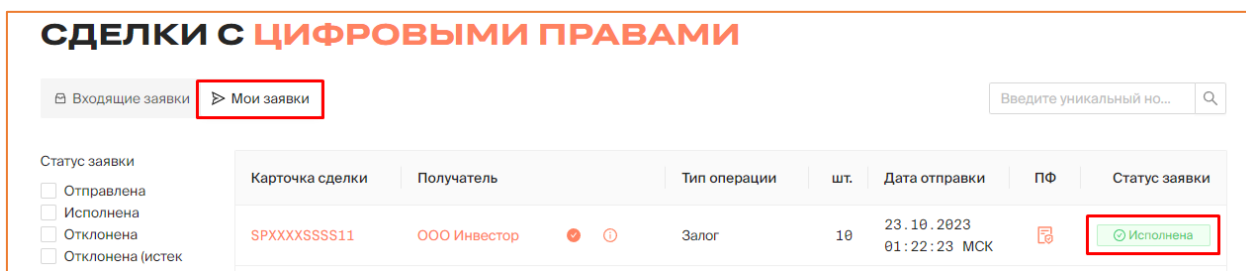 СДЕЛКИ С ЦИФРОВЫМИ ПРАВАМИ
Входящие заявки Мои заявки Введите уникальный но...
Статус заявки
Отправлена
Исполнена
Отклонена
Отклонена (истек
Карточка сделки Получатель Тип операции шт. Дата отправки ПФ Статус заявки
SPXXXXSSSS11 ООО Инвестор Залог 10 23.10.2023 Исполнена
01:22:23 МСК